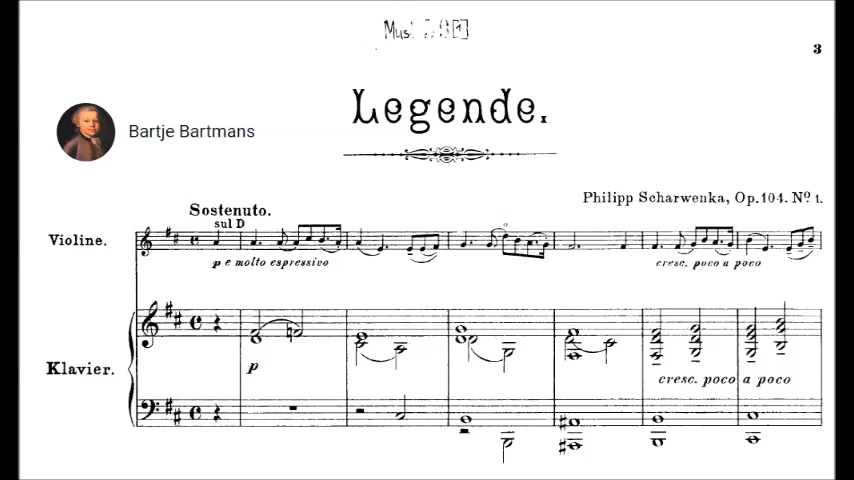 3
Legende.
Bartje Bartmans
Philipp Scharwenka, Op.104. Nº 1.
Sostenuto.
sul D
Violine.
p e molto espressivo
cresc. poco a poco
Klavier.
p
cresc. poco a poco